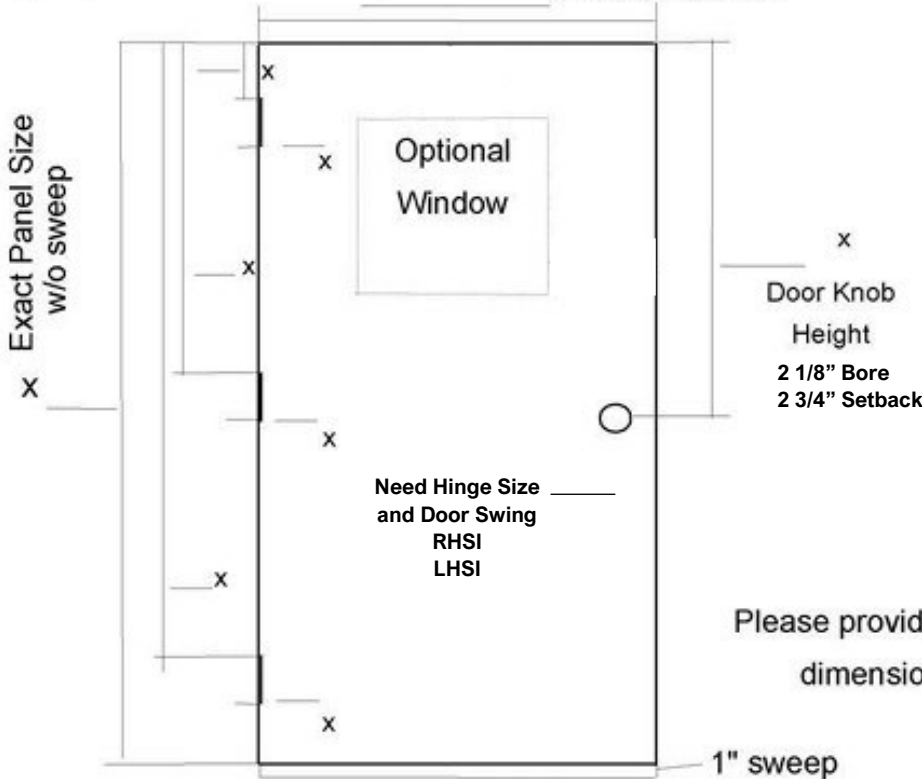 x
x
Exact Panel Size
w/o sweep
x
Optional
Window
x
x
Door Knob
Height
2 1/8” Bore
2 3/4” Setback
x
Need Hinge Size ______
and Door Swing
RHSI
LHSI
x
x
Please provid
dimensio
1" sweep